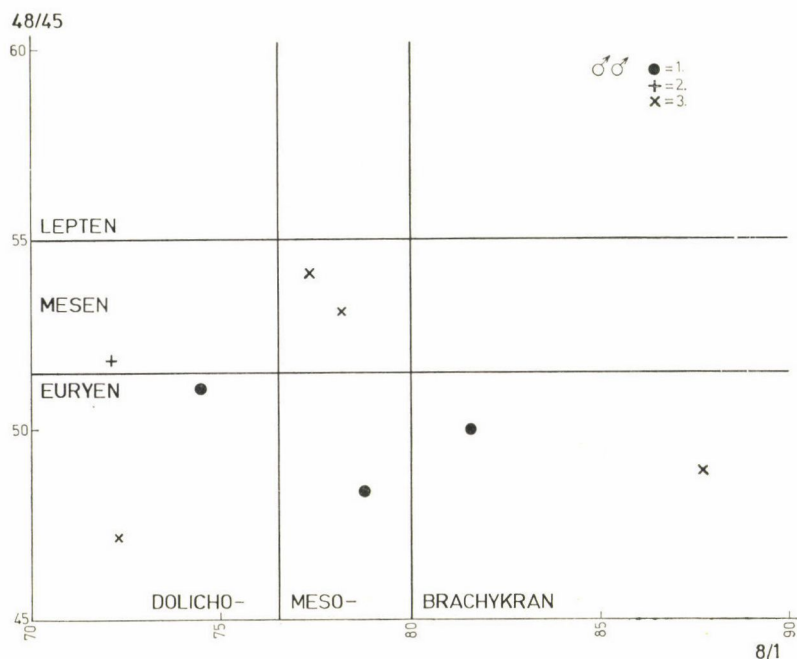 48/45
60
♂♂ ● = 1.
+ = 2.
× = 3.
LEPTEN
55
MESEN
EURYEN
50
DOLICHO- MESO- BRACHYKRAN
45
70 75 80 85 90
8/1